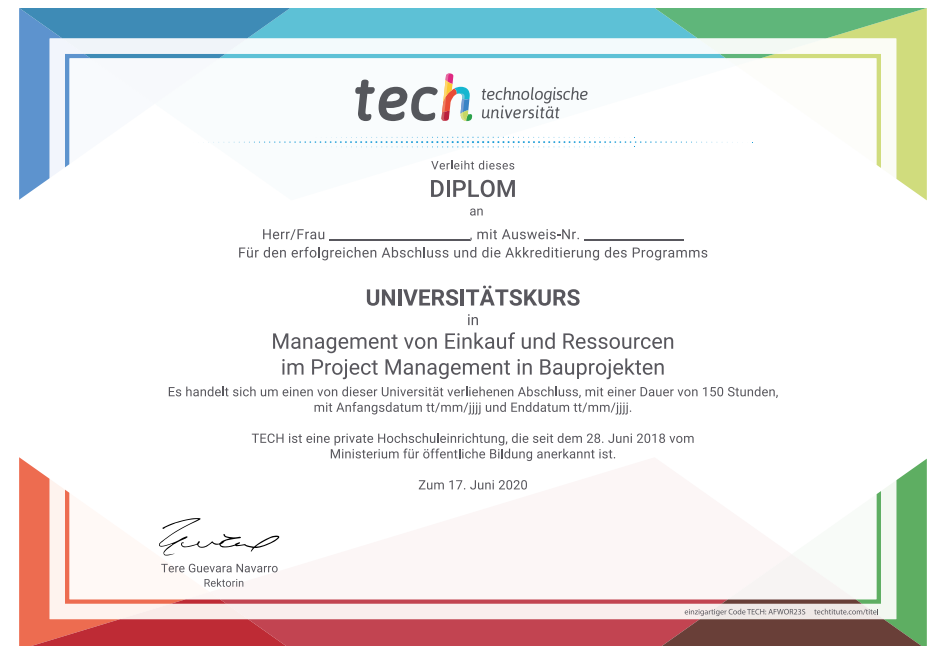 tech technologische
universität
Verleiht dieses
DIPLOM
an
Herr/Frau ____________________, mit Ausweis-Nr. __________________
Für den erfolgreichen Abschluss und die Akkreditierung des Programms
UNIVERSITÄTSKURS
in
Management von Einkauf und Ressourcen
im Project Management in Bauprojekten
Es handelt sich um einen von dieser Universität verliehenen Abschluss, mit einer Dauer von 150 Stunden,
mit Anfangsdatum tt/mm/jjjj und Enddatum tt/mm/jjjj.
TECH ist eine private Hochschuleinrichtung, die seit dem 28. Juni 2018 vom
Ministerium für öffentliche Bildung anerkannt ist.
Zum 17. Juni 2020
Tere Guevara Navarro
Rektorin
einzigartiger Code TECH: AFWOR23S techtitute.com/titel